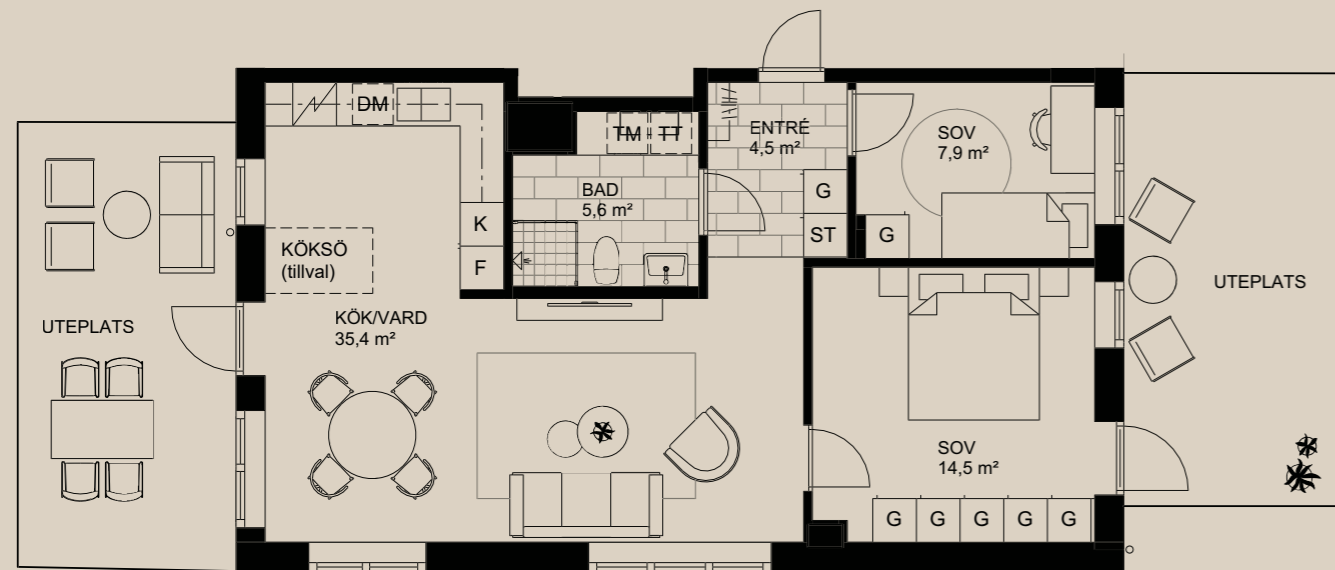 DM
TM
TT
ENTRÉ
4,5 m²
SOV
7,9 m²
BAD
5,6 m²
G
K
ST
G
KÖKSÖ
(tillval)
F
UTEPLATS
UTEPLATS
KÖK/VARD
35,4 m²
SOV
14,5 m²
G
G
G
G
G